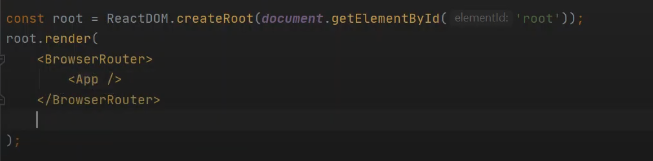 const root = ReactDOM.createRoot(document.getElementById( elementId: 'root'));
root.render(
    <BrowserRouter>
        <App />
    </BrowserRouter>
);